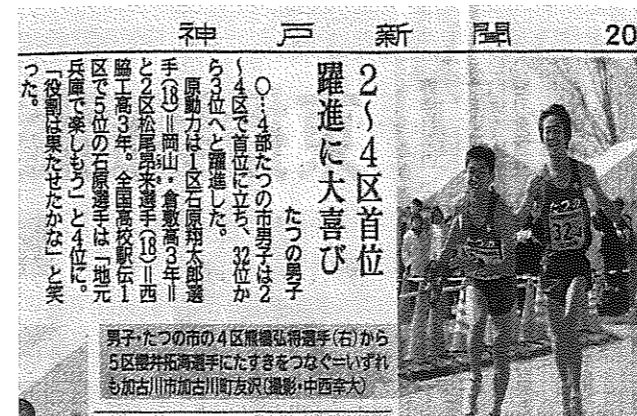 神戸新聞
20
2〜4区首位
躍進に大喜び
たつの男子
○…4部たつの市男子は2
〜4区で首位に立ち、32位か
ら3位へと躍進した。
原動力は1区石原翔太郎選
手(18)=岡山・倉敷高3年=
と2区松尾昂来選手(18)=西
脇工高3年。全国高校駅伝1
区で5位の石原選手は「地元
兵庫で楽しもう」と4位に。
「役割は果たせたかな」と笑
った。
男子・たつの市の4区熊橋弘将選手(右)から
5区櫻井拓海選手にたすきをつなぐ=いずれ
も加古川市加古川町友沢(撮影・中西幸大)
32